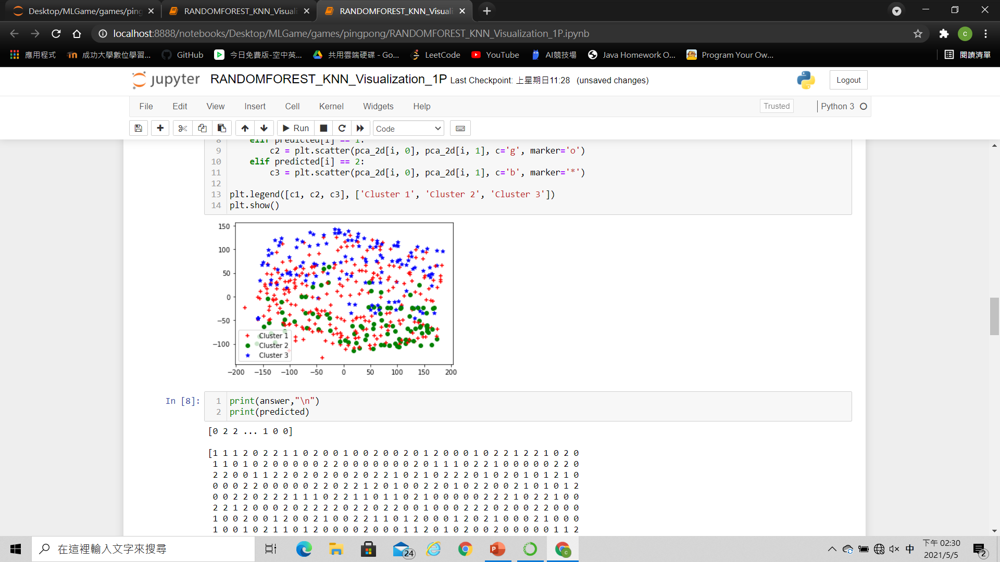 Desktop/MLGame/games/ping
RANDOMFOREST_KNN_Visuali
RANDOMFOREST_KNN_Visuali
localhost:8888/notebooks/Desktop/MLGame/games/pingpong/RANDOMFOREST_KNN_Visualization_1P.ipynb
c
應用程式 成功大學數位學習... GitHub 今日免費版-空中英... 共用雲端硬碟 - Go... LeetCode YouTube AI競技場 Java Homework O... Program Your Ow... 閱讀清單
jupyter RANDOMFOREST_KNN_Visualization_1P Last Checkpoint: 上星期日11:28 (unsaved changes) Logout
File Edit View Insert Cell Kernel Widgets Help Trusted Python 3
Run Code
8     elif predicted[i] == 1:
9         c2 = plt.scatter(pca_2d[i, 0], pca_2d[i, 1], c='g', marker='o')
10     elif predicted[i] == 2:
11         c3 = plt.scatter(pca_2d[i, 0], pca_2d[i, 1], c='b', marker='*')
12
13 plt.legend([c1, c2, c3], ['Cluster 1', 'Cluster 2', 'Cluster 3'])
14 plt.show()
150
100
50
0
−50
−100
Cluster 1
Cluster 2
Cluster 3
−200 −150 −100 −50 0 50 100 150 200
In [8]:
1 print(answer,"\n")
2 print(predicted)
[0 2 2 ... 1 0 0]
[1 1 1 2 0 2 2 1 1 0 2 0 0 1 0 0 2 0 0 2 0 1 2 0 0 0 1 0 2 2 1 2 2 1 0 2 0
1 1 0 1 0 2 0 0 0 0 0 2 2 0 0 0 0 0 0 0 2 0 1 1 1 0 2 2 1 0 0 0 0 0 2 2 0
2 2 0 0 1 1 2 2 0 2 0 2 0 0 2 0 2 2 1 0 2 1 0 2 2 2 0 1 0 2 0 1 0 1 2 1 0
0 0 0 2 2 0 0 0 0 0 2 2 0 2 2 1 2 0 1 0 0 2 2 0 1 0 2 2 0 0 2 1 0 1 0 1 2
0 0 2 2 0 2 2 2 1 1 1 0 2 2 1 1 0 1 1 0 2 1 0 0 0 0 0 2 2 2 1 0 2 2 1 0 0
2 2 1 2 0 0 0 2 0 2 2 2 2 0 2 2 0 2 2 0 0 1 0 0 0 2 2 2 0 2 0 0 2 2 0 0 0
1 0 0 2 0 0 1 2 0 0 2 1 0 0 2 2 1 1 0 1 2 0 0 0 1 2 0 2 1 0 0 0 2 1 0 0 0
1 0 0 1 0 2 1 1 0 1 2 0 0 0 0 2 0 0 0 1 1 2 0 1 0 2 0 0 2 0 0 0 0 0 1 1 2
在這裡輸入文字來搜尋
24
中
下午 02:30
2021/5/5
2